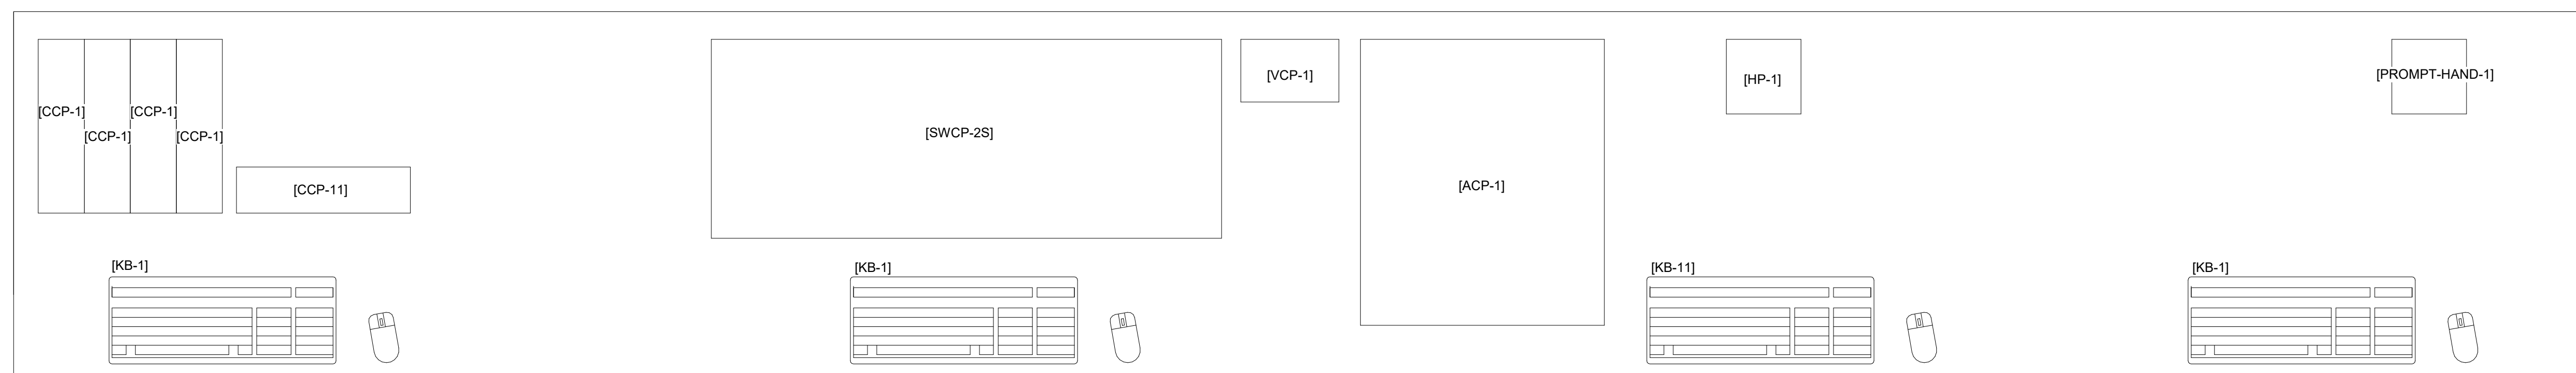 [CCP-1]
[CCP-1]
[CCP-1]
[CCP-1]
[CCP-11]
[SWCP-2S]
[VCP-1]
[ACP-1]
[HP-1]
[PROMPT-HAND-1]
[KB-1]
[KB-1]
[KB-11]
[KB-1]